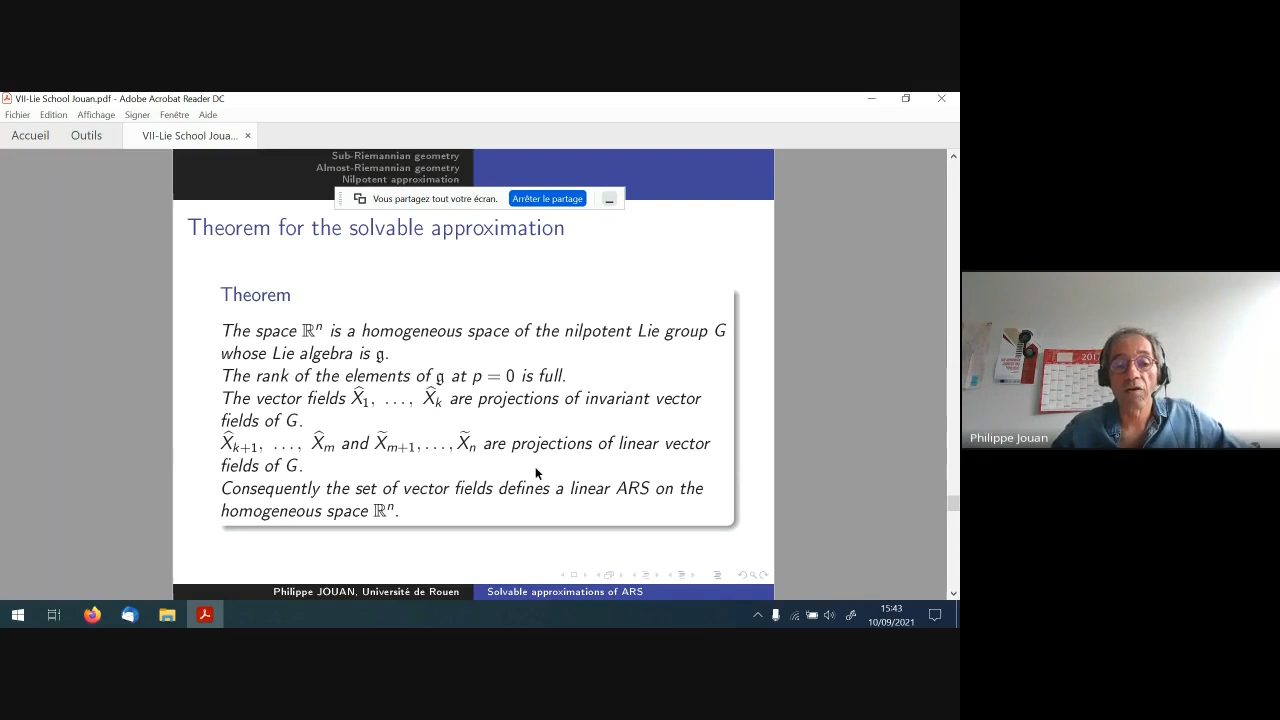 VII-Lie School Jouan.pdf - Adobe Acrobat Reader DC
Fichier Edition Affichage Signer Fenêtre Aide
Accueil Outils VII-Lie School Joua... ×
Sub-Riemannian geometry
Almost-Riemannian geometry
Nilpotent approximation
Vous partagez tout votre écran. Arrêter le partage
Theorem for the solvable approximation
Theorem
The space ℝⁿ is a homogeneous space of the nilpotent Lie group G
whose Lie algebra is 𝔤.
The rank of the elements of 𝔤 at p = 0 is full.
The vector fields X̂₁, ..., X̂ₖ are projections of invariant vector
fields of G.
X̂ₖ₊₁, ..., X̂ₘ and X̃ₘ₊₁, ..., X̃ₙ are projections of linear vector
fields of G.
Consequently the set of vector fields defines a linear ARS on the
homogeneous space ℝⁿ.
Philippe JOUAN, Université de Rouen Solvable approximations of ARS
15:43
10/09/2021
Philippe Jouan